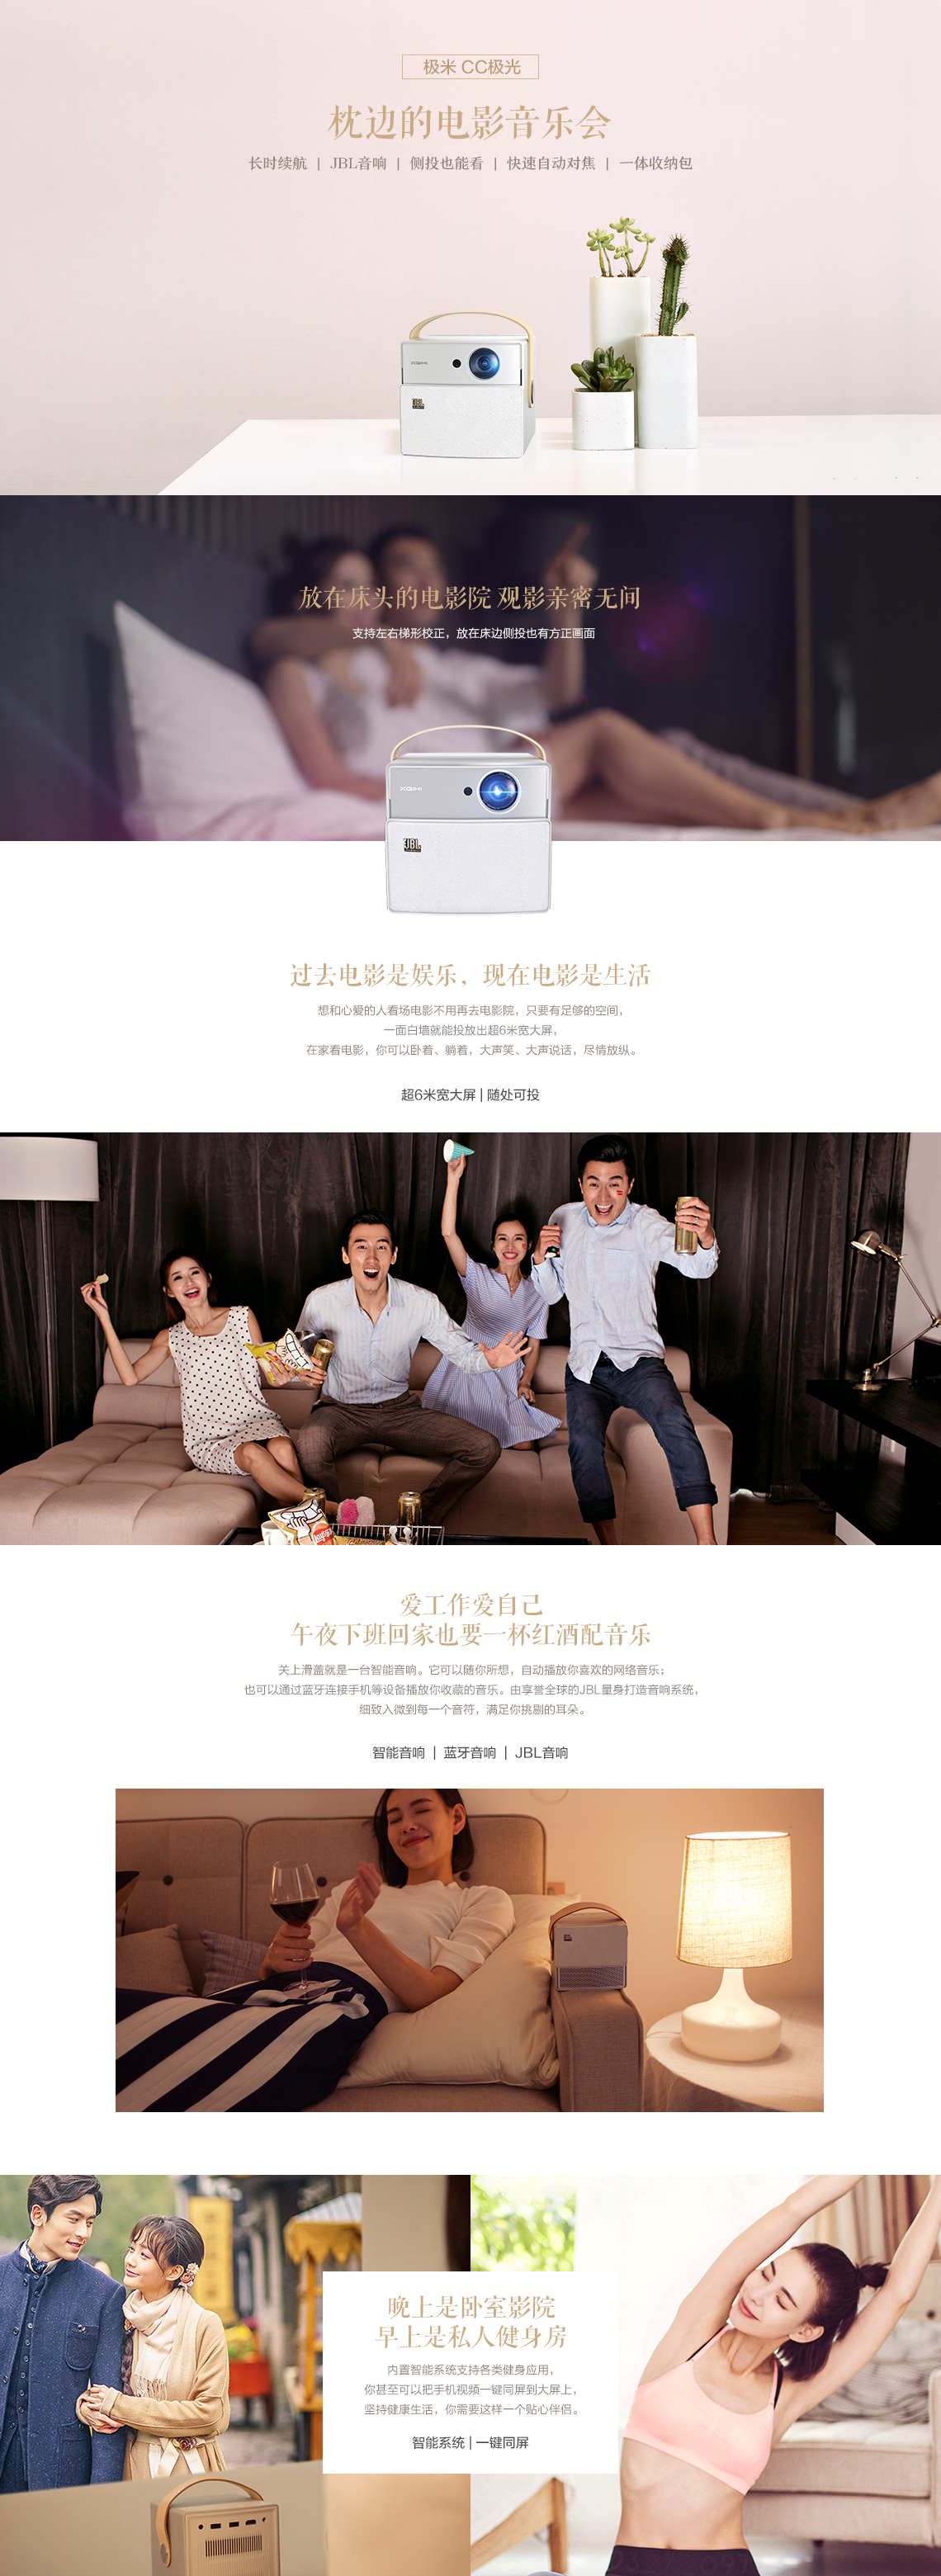 极米 CC极光
枕边的电影音乐会
长时续航 | JBL音响 | 侧投也能看 | 快速自动对焦 | 一体收纳包
XGIMI
JBL
放在床头的电影院 观影亲密无间
支持左右梯形校正，放在床边侧投也有方正画面
XGIMI
JBL
过去电影是娱乐，现在电影是生活
想和心爱的人看场电影不用再去电影院，只要有足够的空间，
一面白墙就能投放出超6米宽大屏，
在家看电影，你可以卧着、躺着，大声笑、大声说话，尽情放纵。
超6米宽大屏 | 随处可投
爱工作爱自己
午夜下班回家也要一杯红酒配音乐
关上滑盖就是一台智能音响。它可以随你所想，自动播放你喜欢的网络音乐；
也可以通过蓝牙连接手机等设备播放你收藏的音乐。由享誉全球的JBL量身打造音响系统，
细致入微到每一个音符，满足你挑剔的耳朵。
智能音响 | 蓝牙音响 | JBL音响
晚上是卧室影院
早上是私人健身房
内置智能系统支持各类健身应用，
你甚至可以把手机视频一键同屏到大屏上，
坚持健康生活，你需要这样一个贴心伴侣。
智能系统 | 一键同屏